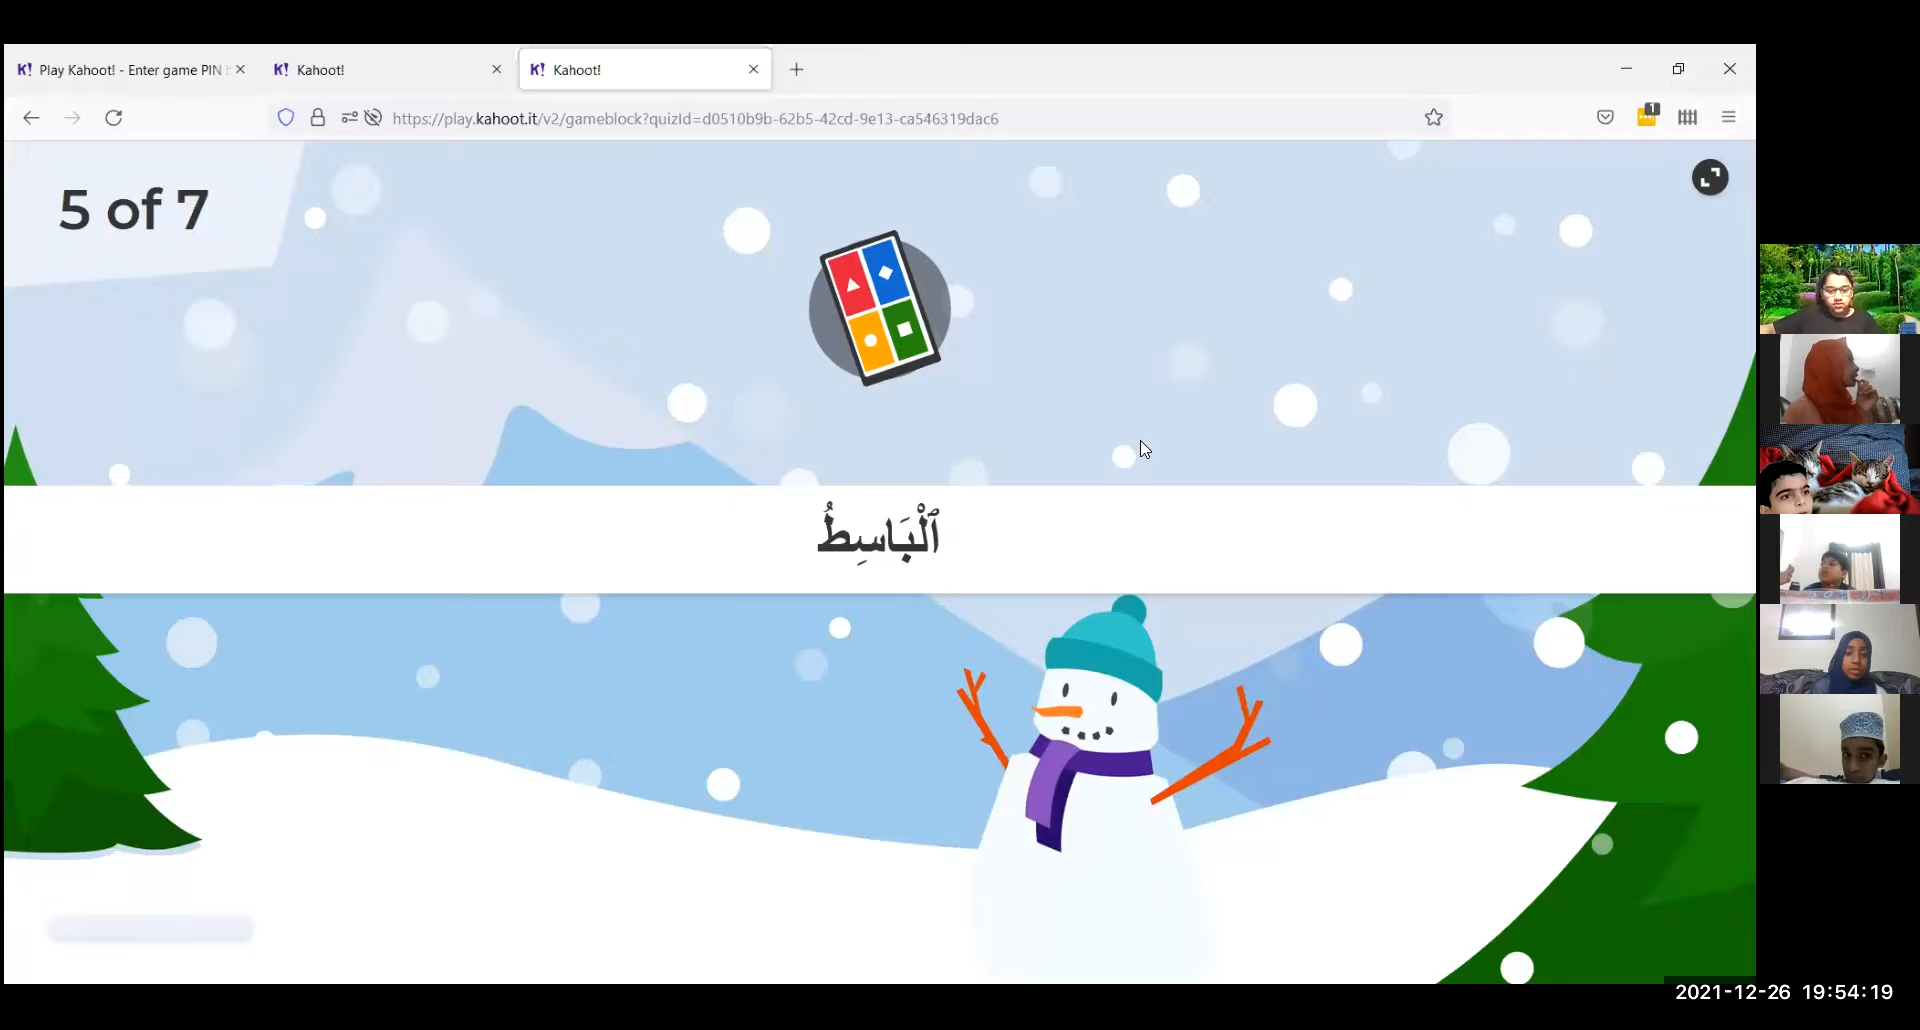 K! Play Kahoot! - Enter game PIN
K! Kahoot!
K! Kahoot!
https://play.kahoot.it/v2/gameblock?quizId=d0510b9b-62b5-42cd-9e13-ca546319dac6
1
5 of 7
ٱلْبَاسِطُ
2021-12-26 19:54:19